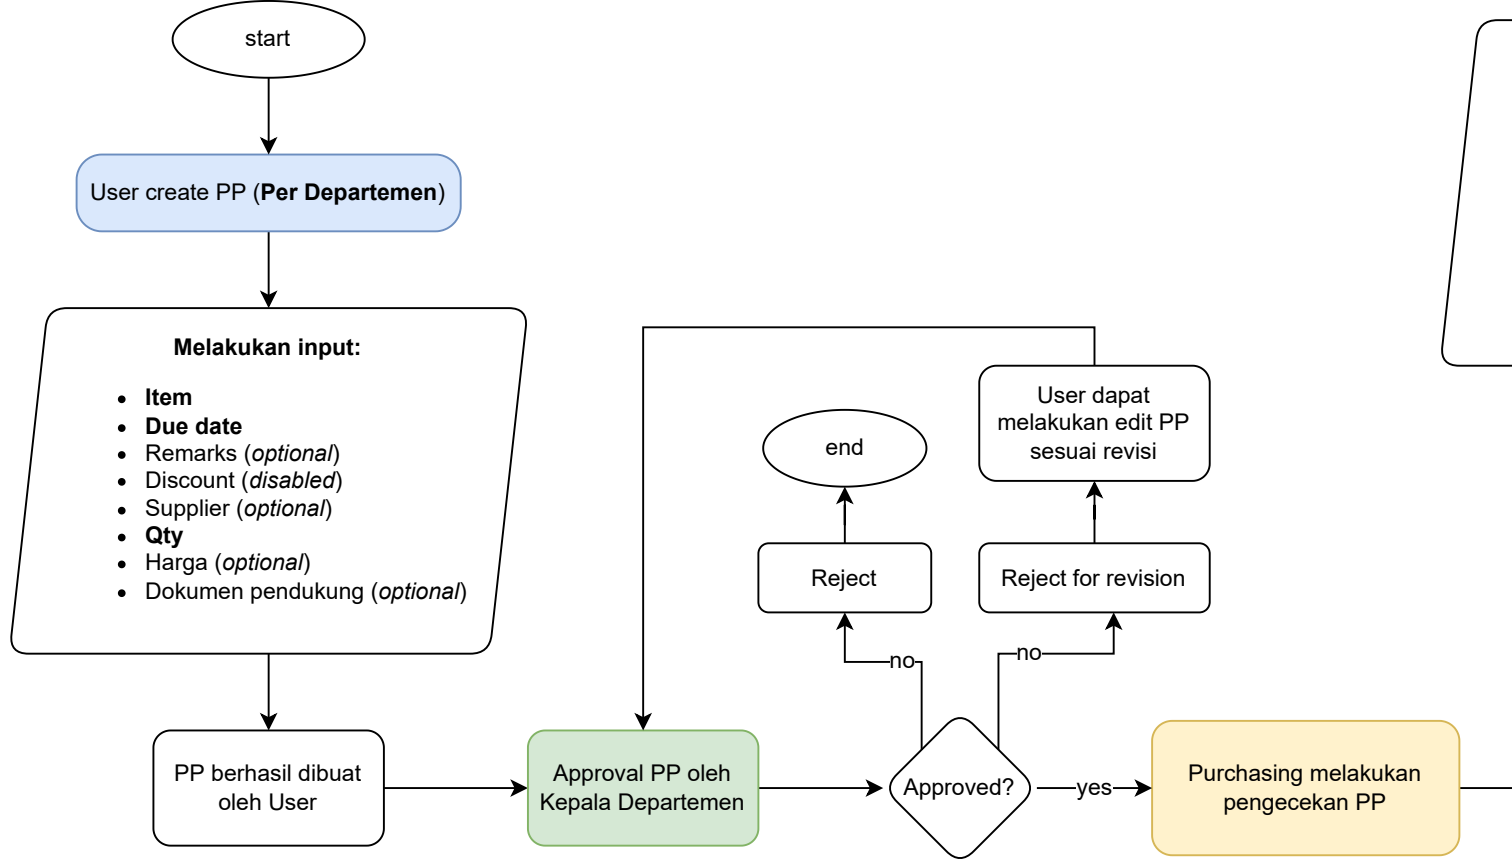 start
User create PP (Per Departemen)
Melakukan input:
Item
Due date
Remarks (optional)
Discount (disabled)
Supplier (optional)
Qty
Harga (optional)
Dokumen pendukung (optional)
PP berhasil dibuat
oleh User
Approval PP oleh
Kepala Departemen
Approved?
no
Reject
end
no
Reject for revision
User dapat
melakukan edit PP
sesuai revisi
yes
Purchasing melakukan
pengecekan PP